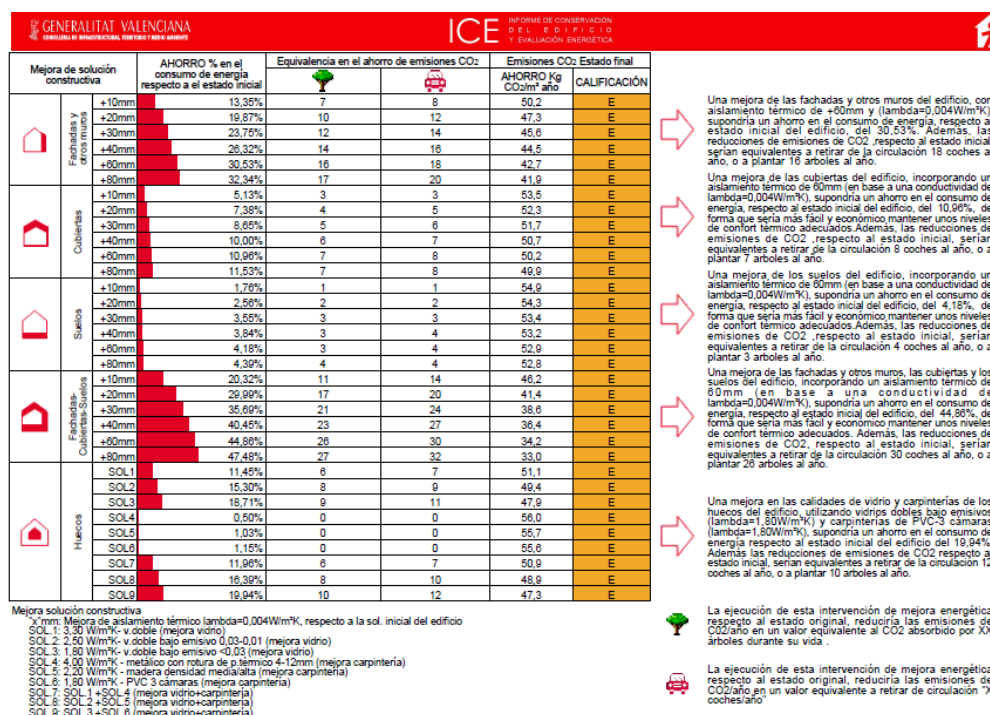 GENERALITAT VALENCIANA
CONSELLERIA DE INFRAESTRUCTURAS, TERRITORIO Y MEDIO AMBIENTE
ICE
INFORME DE CONSERVACIÓN
DEL EDIFICIO
Y EVALUACIÓN ENERGÉTICA
Mejora de solución constructiva
AHORRO % en el consumo de energía respecto a el estado inicial
Equivalencia en el ahorro de emisiones CO2
Emisiones CO2 Estado final
AHORRO Kg CO2/m² año
CALIFICACIÓN
Fachadas y otros muros
+10mm 13,35% 7 8 50,2 E
+20mm 19,87% 10 12 47,3 E
+30mm 23,75% 12 14 45,6 E
+40mm 26,32% 14 16 44,5 E
+60mm 30,53% 16 18 42,7 E
+80mm 32,34% 17 20 41,9 E
Cubiertas
+10mm 5,13% 3 3 53,5 E
+20mm 7,38% 4 5 52,3 E
+30mm 8,65% 5 6 51,7 E
+40mm 10,00% 6 7 50,7 E
+60mm 10,96% 7 8 50,2 E
+80mm 11,53% 7 8 49,9 E
Suelos
+10mm 1,76% 1 1 54,9 E
+20mm 2,56% 2 2 54,3 E
+30mm 3,55% 3 3 53,4 E
+40mm 3,84% 3 4 53,2 E
+60mm 4,18% 3 4 52,9 E
+80mm 4,39% 4 4 52,8 E
Fachadas-Cubiertas-Suelos
+10mm 20,32% 11 14 46,2 E
+20mm 29,99% 17 20 41,4 E
+30mm 35,69% 21 24 38,6 E
+40mm 40,45% 23 27 36,4 E
+60mm 44,86% 26 30 34,2 E
+80mm 47,48% 27 32 33,0 E
Huecos
SOL1 11,45% 6 7 51,1 E
SOL2 15,30% 8 9 49,4 E
SOL3 18,71% 9 11 47,9 E
SOL4 0,50% 0 0 56,0 E
SOL5 1,03% 0 0 55,7 E
SOL6 1,15% 0 0 55,6 E
SOL7 11,96% 6 7 50,9 E
SOL8 16,39% 8 10 48,9 E
SOL9 19,94% 10 12 47,3 E
Una mejora de las fachadas y otros muros del edificio, con
aislamiento térmico de +60mm y (lambda=0,004W/m²K)
supondría un ahorro en el consumo de energía, respecto a
estado inicial del edificio, del 30,53%. Además, las
reducciones de emisiones de CO2 ,respecto al estado inicial
serían equivalentes a retirar de la circulación 18 coches al
año, o a plantar 16 arboles al año.
Una mejora de las cubiertas del edificio, incorporando un
aislamiento térmico de 60mm (en base a una conductividad de
lambda=0,004W/m²K), supondría un ahorro en el consumo de
energía, respecto al estado inicial del edificio, del 10,96%, de
forma que sería más fácil y económico mantener unos niveles
de confort térmico adecuados.Además, las reducciones de
emisiones de CO2 ,respecto al estado inicial, serían
equivalentes a retirar de la circulación 8 coches al año, o a
plantar 7 arboles al año.
Una mejora de los suelos del edificio, incorporando un
aislamiento térmico de 60mm (en base a una conductividad de
lambda=0,004W/m²K), supondría un ahorro en el consumo de
energía, respecto al estado inicial del edificio, del 4,18%, de
forma que sería más fácil y económico mantener unos niveles
de confort térmico adecuados.Además, las reducciones de
emisiones de CO2 ,respecto al estado inicial, serían
equivalentes a retirar de la circulación 4 coches al año, o a
plantar 3 arboles al año.
Una mejora de las fachadas y otros muros, las cubiertas y los
suelos del edificio, incorporando un aislamiento térmico de
60mm (en base a una conductividad de
lambda=0,004W/m²K), supondría un ahorro en el consumo de
energía, respecto al estado inicial del edificio, del 44,86%, de
forma que sería más fácil y económico mantener unos niveles
de confort térmico adecuados. Además, las reducciones de
emisiones de CO2, respecto al estado inicial, serían
equivalentes a retirar de la circulación 30 coches al año, o a
plantar 26 arboles al año.
Una mejora en las calidades de vidrio y carpinterías de los
huecos del edificio, utilizando vidrios dobles bajo emisivos
(lambda=1,80W/m²K) y carpinterías de PVC-3 cámaras
(lambda=1,80W/m²K), supondría un ahorro en el consumo de
energía respecto al estado inicial del edificio del 19,94%
Además las reducciones de emisiones de CO2 respecto al
estado inicial, serían equivalentes a retirar de la circulación 12
coches al año, o a plantar 10 arboles al año.
Mejora solución constructiva
"x"mm: Mejora de aislamiento térmico lambda=0,004W/m²K, respecto a la sol. inicial del edificio
SOL.1: 3,30 W/m²K- v.doble (mejora vidrio)
SOL.2: 2,50 W/m²K- v.doble bajo emisivo 0,03-0,01 (mejora vidrio)
SOL.3: 1,80 W/m²K- v.doble bajo emisivo <0,03 (mejora vidrio)
SOL.4: 4,00 W/m²K - metálico con rotura de p.térmico 4-12mm (mejora carpintería)
SOL.5: 2,20 W/m²K - madera densidad media/alta (mejora carpintería)
SOL.6: 1,80 W/m²K - PVC 3 cámaras (mejora carpintería)
SOL.7: SOL.1 +SOL.4 (mejora vidrio+carpintería)
SOL.8: SOL.2 +SOL.5 (mejora vidrio+carpintería)
SOL.9: SOL.3 +SOL.6 (mejora vidrio+carpintería)
La ejecución de esta intervención de mejora energética
respecto al estado original, reduciría las emisiones de
C02/año en un valor equivalente al CO2 absorbido por XX
árboles durante su vida .
La ejecución de esta intervención de mejora energética
respecto al estado original, reduciría las emisiones de
CO2/año en un valor equivalente a retirar de circulación "X
coches/año"